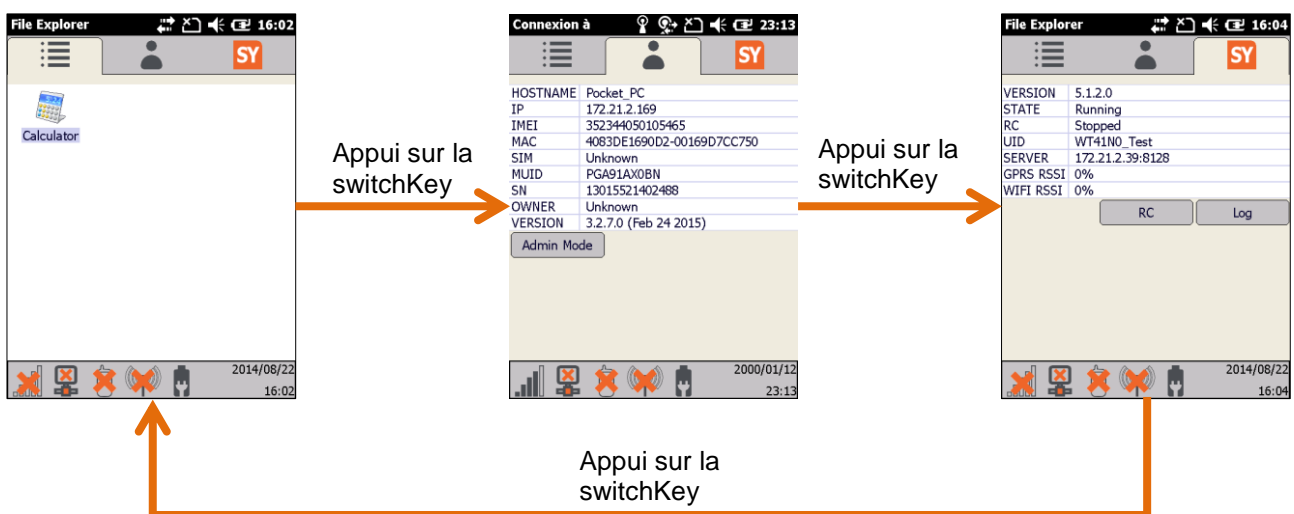 File Explorer 16:02
SY
Calculator
2014/08/22
16:02
Appui sur la
switchKey
Connexion à 23:13
SY
HOSTNAME Pocket_PC
IP 172.21.2.169
IMEI 352344050105465
MAC 4083DE1690D2-00169D7CC750
SIM Unknown
MUID PGA91AX0BN
SN 13015521402488
OWNER Unknown
VERSION 3.2.7.0 (Feb 24 2015)
Admin Mode
2000/01/12
23:13
Appui sur la
switchKey
File Explorer 16:04
SY
VERSION 5.1.2.0
STATE Running
RC Stopped
UID WT41N0_Test
SERVER 172.21.2.39:8128
GPRS RSSI 0%
WIFI RSSI 0%
RC Log
2014/08/22
16:04
Appui sur la
switchKey